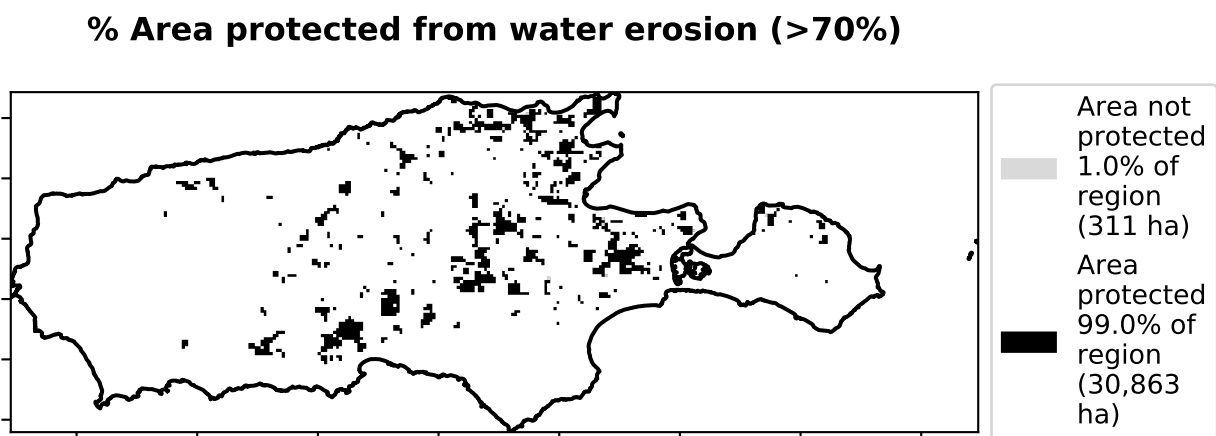 % Area protected from water erosion (>70%)
Area not
protected
1.0% of
region
(311 ha)
Area
protected
99.0% of
region
(30,863
ha)